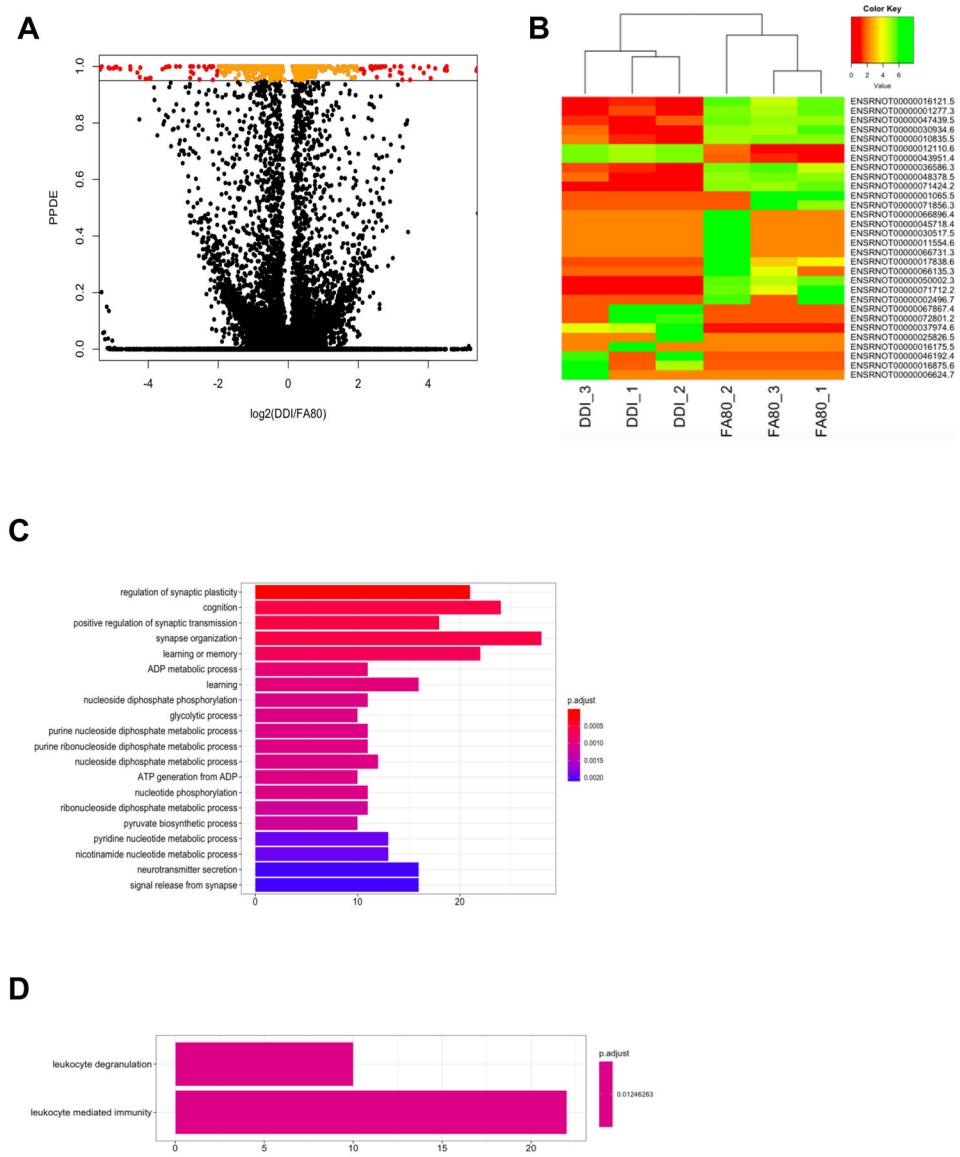 A
1.0
0.8
0.6
0.4
0.2
0.0
PPDE
-4
-2
0
2
4
log2(DDI/FA80)
B
Color Key
0 2 4 6
Value
ENSRNOT00000016121.5
ENSRNOT00000001277.3
ENSRNOT00000047439.5
ENSRNOT00000030934.6
ENSRNOT00000010835.5
ENSRNOT00000012110.6
ENSRNOT00000043951.4
ENSRNOT00000036586.3
ENSRNOT00000048378.5
ENSRNOT00000071424.2
ENSRNOT00000001065.5
ENSRNOT00000071856.3
ENSRNOT00000066896.4
ENSRNOT00000045718.4
ENSRNOT00000030517.5
ENSRNOT00000011554.6
ENSRNOT00000066731.3
ENSRNOT00000017838.6
ENSRNOT00000066135.3
ENSRNOT00000050002.3
ENSRNOT00000071712.2
ENSRNOT00000002496.7
ENSRNOT00000067867.4
ENSRNOT00000072801.2
ENSRNOT00000037974.6
ENSRNOT00000025826.5
ENSRNOT00000016175.5
ENSRNOT00000046192.4
ENSRNOT00000016875.6
ENSRNOT00000006624.7
DDI_3
DDI_1
DDI_2
FA80_2
FA80_3
FA80_1
C
regulation of synaptic plasticity
cognition
positive regulation of synaptic transmission
synapse organization
learning or memory
ADP metabolic process
learning
nucleoside diphosphate phosphorylation
glycolytic process
purine nucleoside diphosphate metabolic process
purine ribonucleoside diphosphate metabolic process
nucleoside diphosphate metabolic process
ATP generation from ADP
nucleotide phosphorylation
ribonucleoside diphosphate metabolic process
pyruvate biosynthetic process
pyridine nucleotide metabolic process
nicotinamide nucleotide metabolic process
neurotransmitter secretion
signal release from synapse
0 10 20
p.adjust
0.0005
0.0010
0.0015
0.0020
D
leukocyte degranulation
leukocyte mediated immunity
0 5 10 15 20
p.adjust
0.01246263